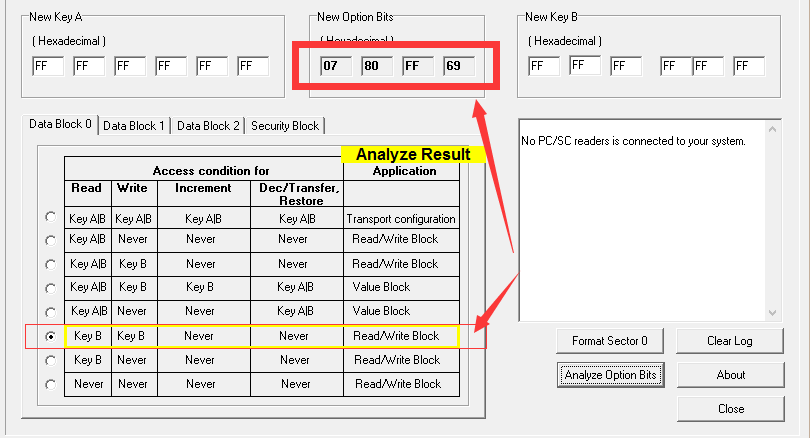 New Key A
( Hexadecimal )
FF FF FF FF FF FF
New Option Bits
( Hexadecimal )
07 80 FF 69
New Key B
( Hexadecimal )
FF FF FF FF FF FF
Data Block 0 Data Block 1 Data Block 2 Security Block
Analyze Result
Access condition for Application
Read Write Increment Dec/Transfer,
Restore
Key A|B Key A|B Key A|B Key A|B Transport configuration
Key A|B Never Never Never Read/Write Block
Key A|B Key B Never Never Read/Write Block
Key A|B Key B Key B Key A|B Value Block
Key A|B Never Never Key A|B Value Block
Key B Key B Never Never Read/Write Block
Key B Never Never Never Read/Write Block
Never Never Never Never Read/Write Block
No PC/SC readers is connected to your system.
Format Sector 0 Clear Log
Analyze Option Bits About
Close